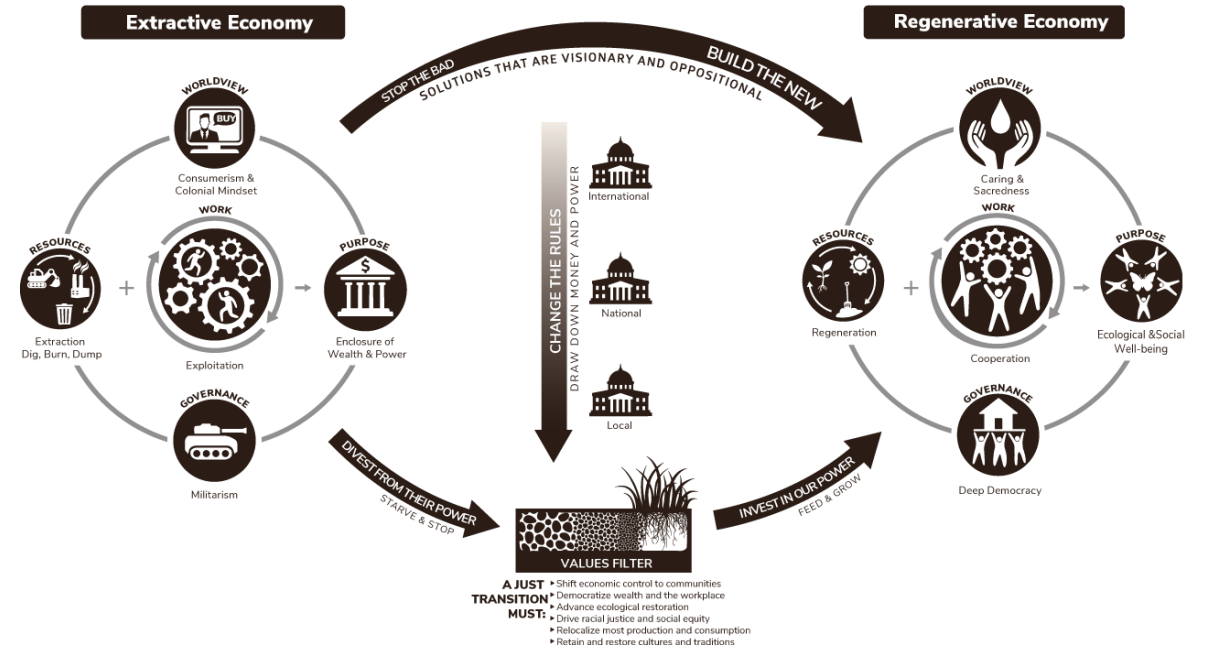 Extractive Economy
Regenerative Economy
STOP THE BAD
BUILD THE NEW
SOLUTIONS THAT ARE VISIONARY AND OPPOSITIONAL
WORLDVIEW
BUY
Consumerism &
Colonial Mindset
WORK
RESOURCES
PURPOSE
$
Extraction
Dig, Burn, Dump
+
Exploitation
Enclosure of
Wealth & Power
GOVERNANCE
Militarism
CHANGE THE RULES
DRAW DOWN MONEY AND POWER
International
National
Local
WORLDVIEW
Caring &
Sacredness
WORK
RESOURCES
PURPOSE
Regeneration
+
Cooperation
Ecological &Social
Well-being
GOVERNANCE
Deep Democracy
DIVEST FROM THEIR POWER
STARVE & STOP
INVEST IN OUR POWER
FEED & GROW
VALUES FILTER
A JUST
TRANSITION
MUST:
‣ Shift economic control to communities
‣ Democratize wealth and the workplace
‣ Advance ecological restoration
‣ Drive racial justice and social equity
‣ Relocalize most production and consumption
‣ Retain and restore cultures and traditions